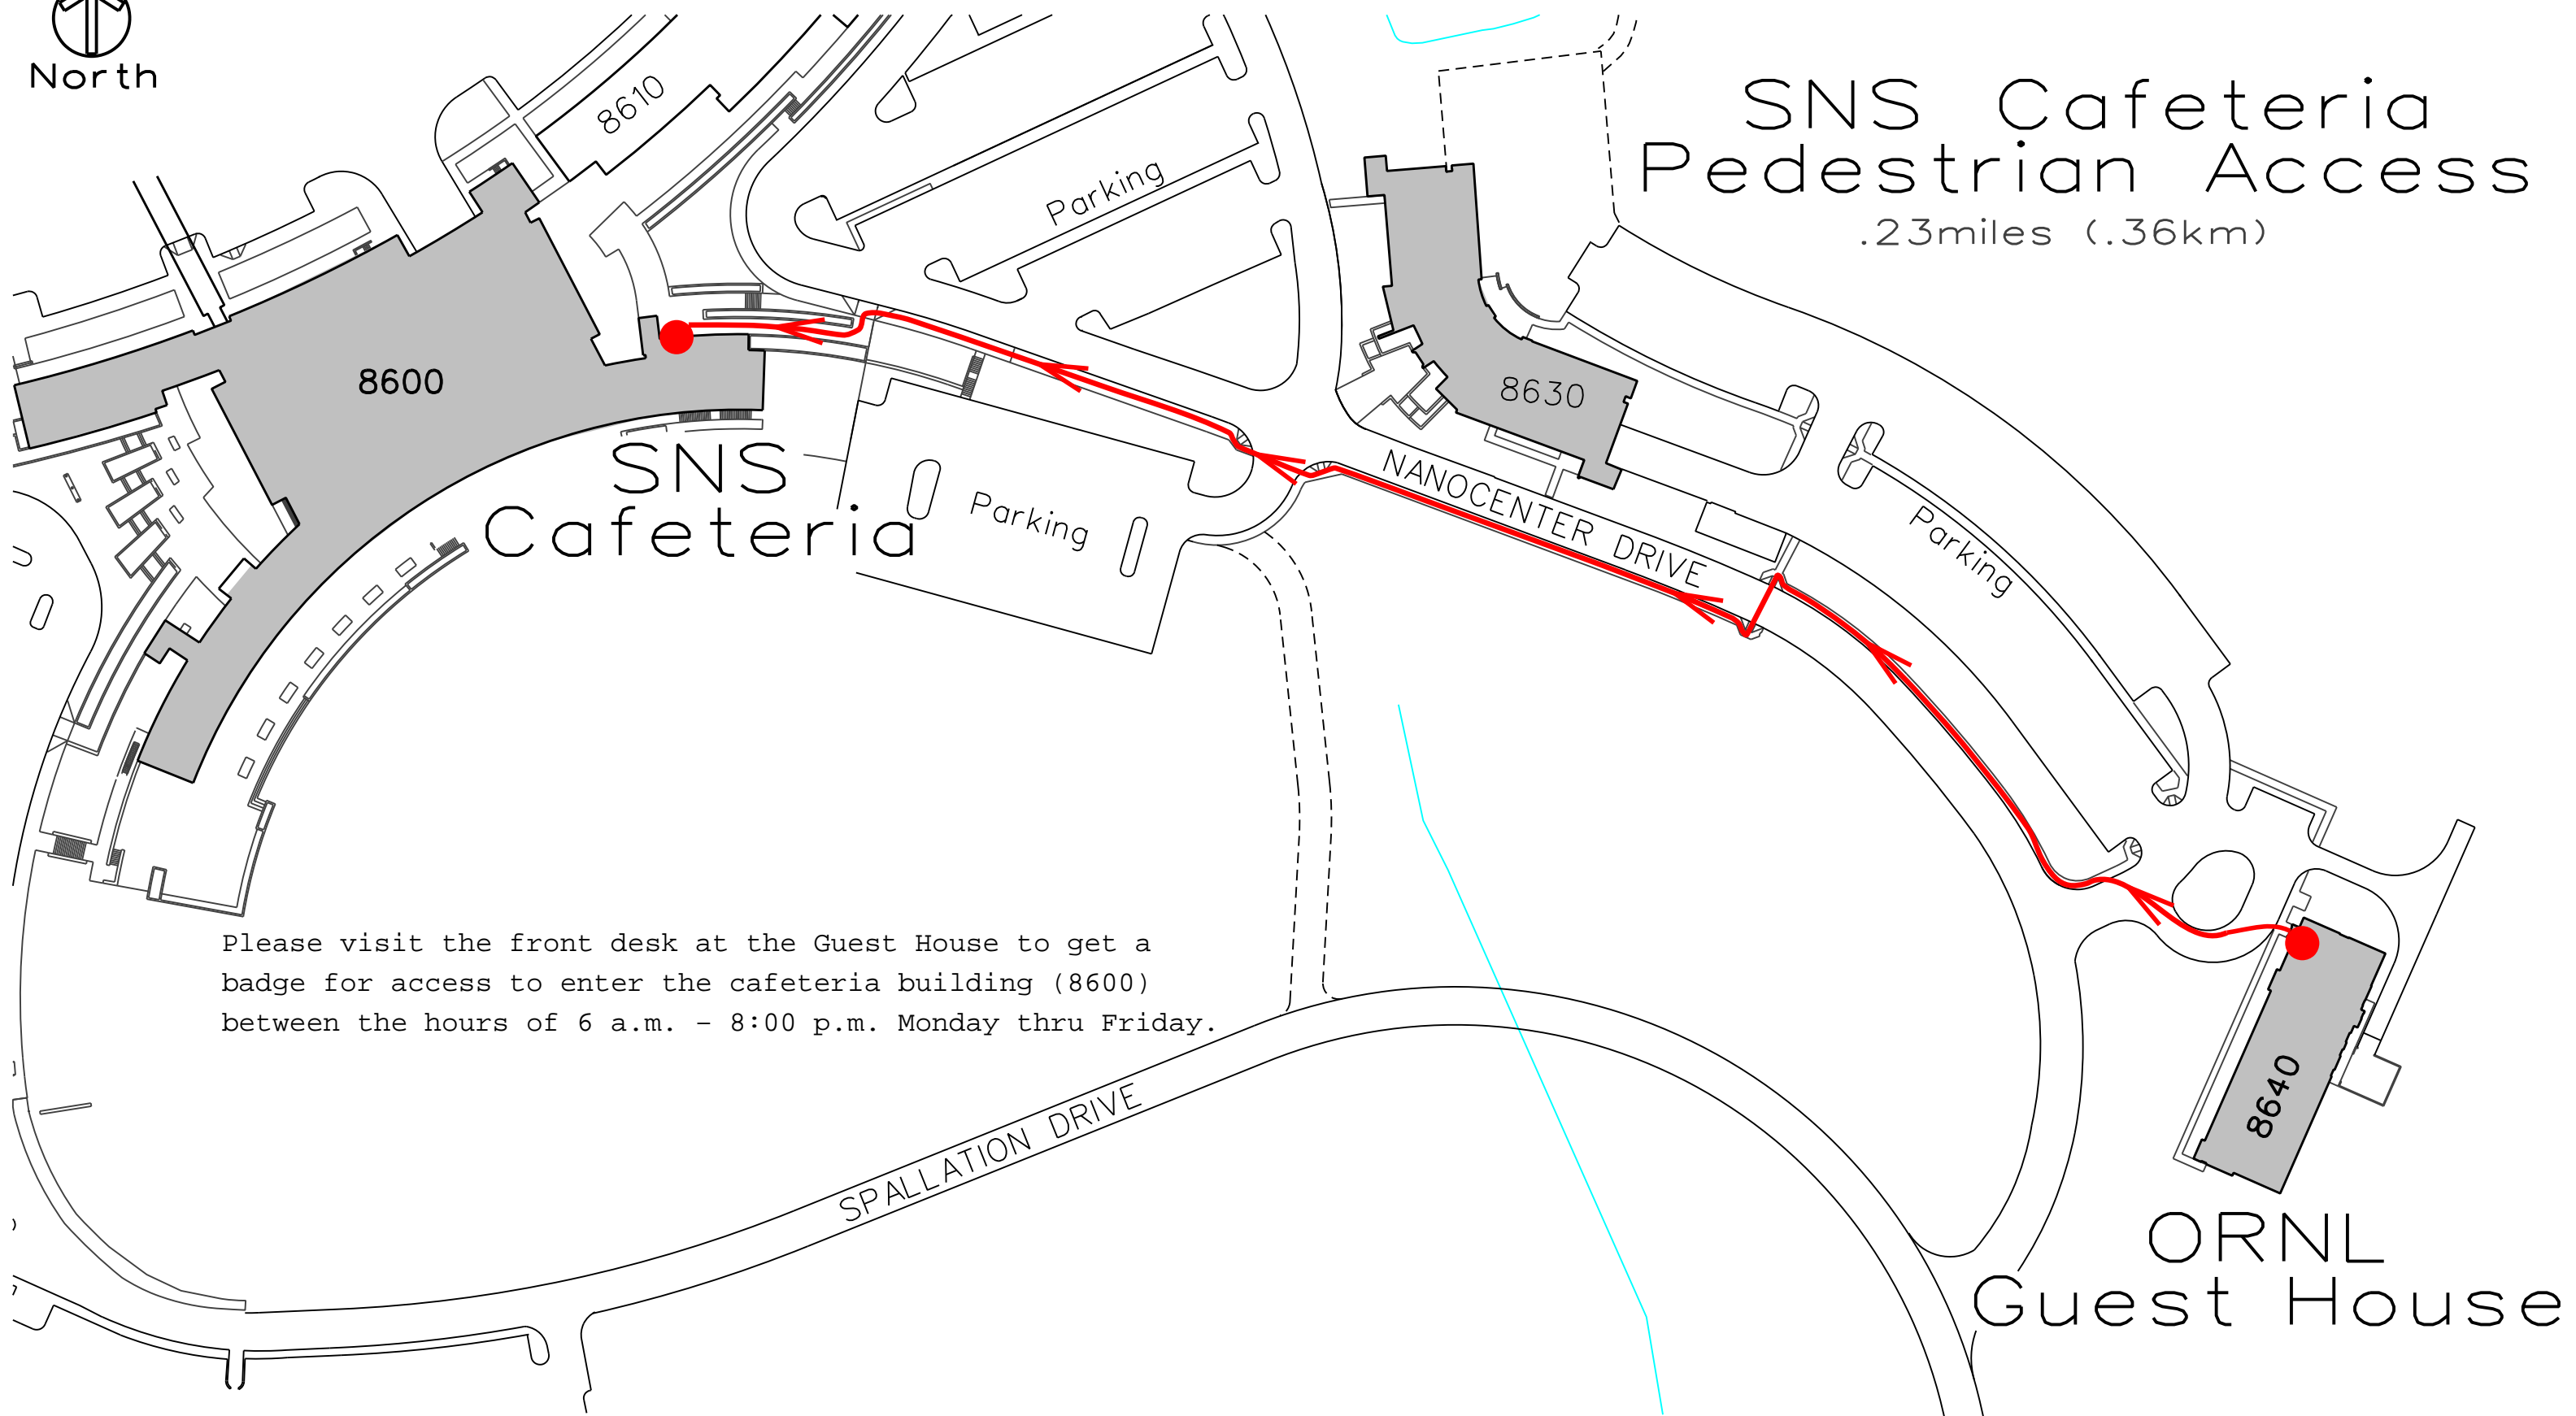 North
8610
SNS Cafeteria
Pedestrian Access
.23miles (.36km)
Parking
8600
8630
SNS
Cafeteria
Parking
NANOCENTER DRIVE
Parking
Please visit the front desk at the Guest House to get a
badge for access to enter the cafeteria building (8600)
between the hours of 6 a.m. – 8:00 p.m. Monday thru Friday.
SPALLATION DRIVE
8640
ORNL
Guest House